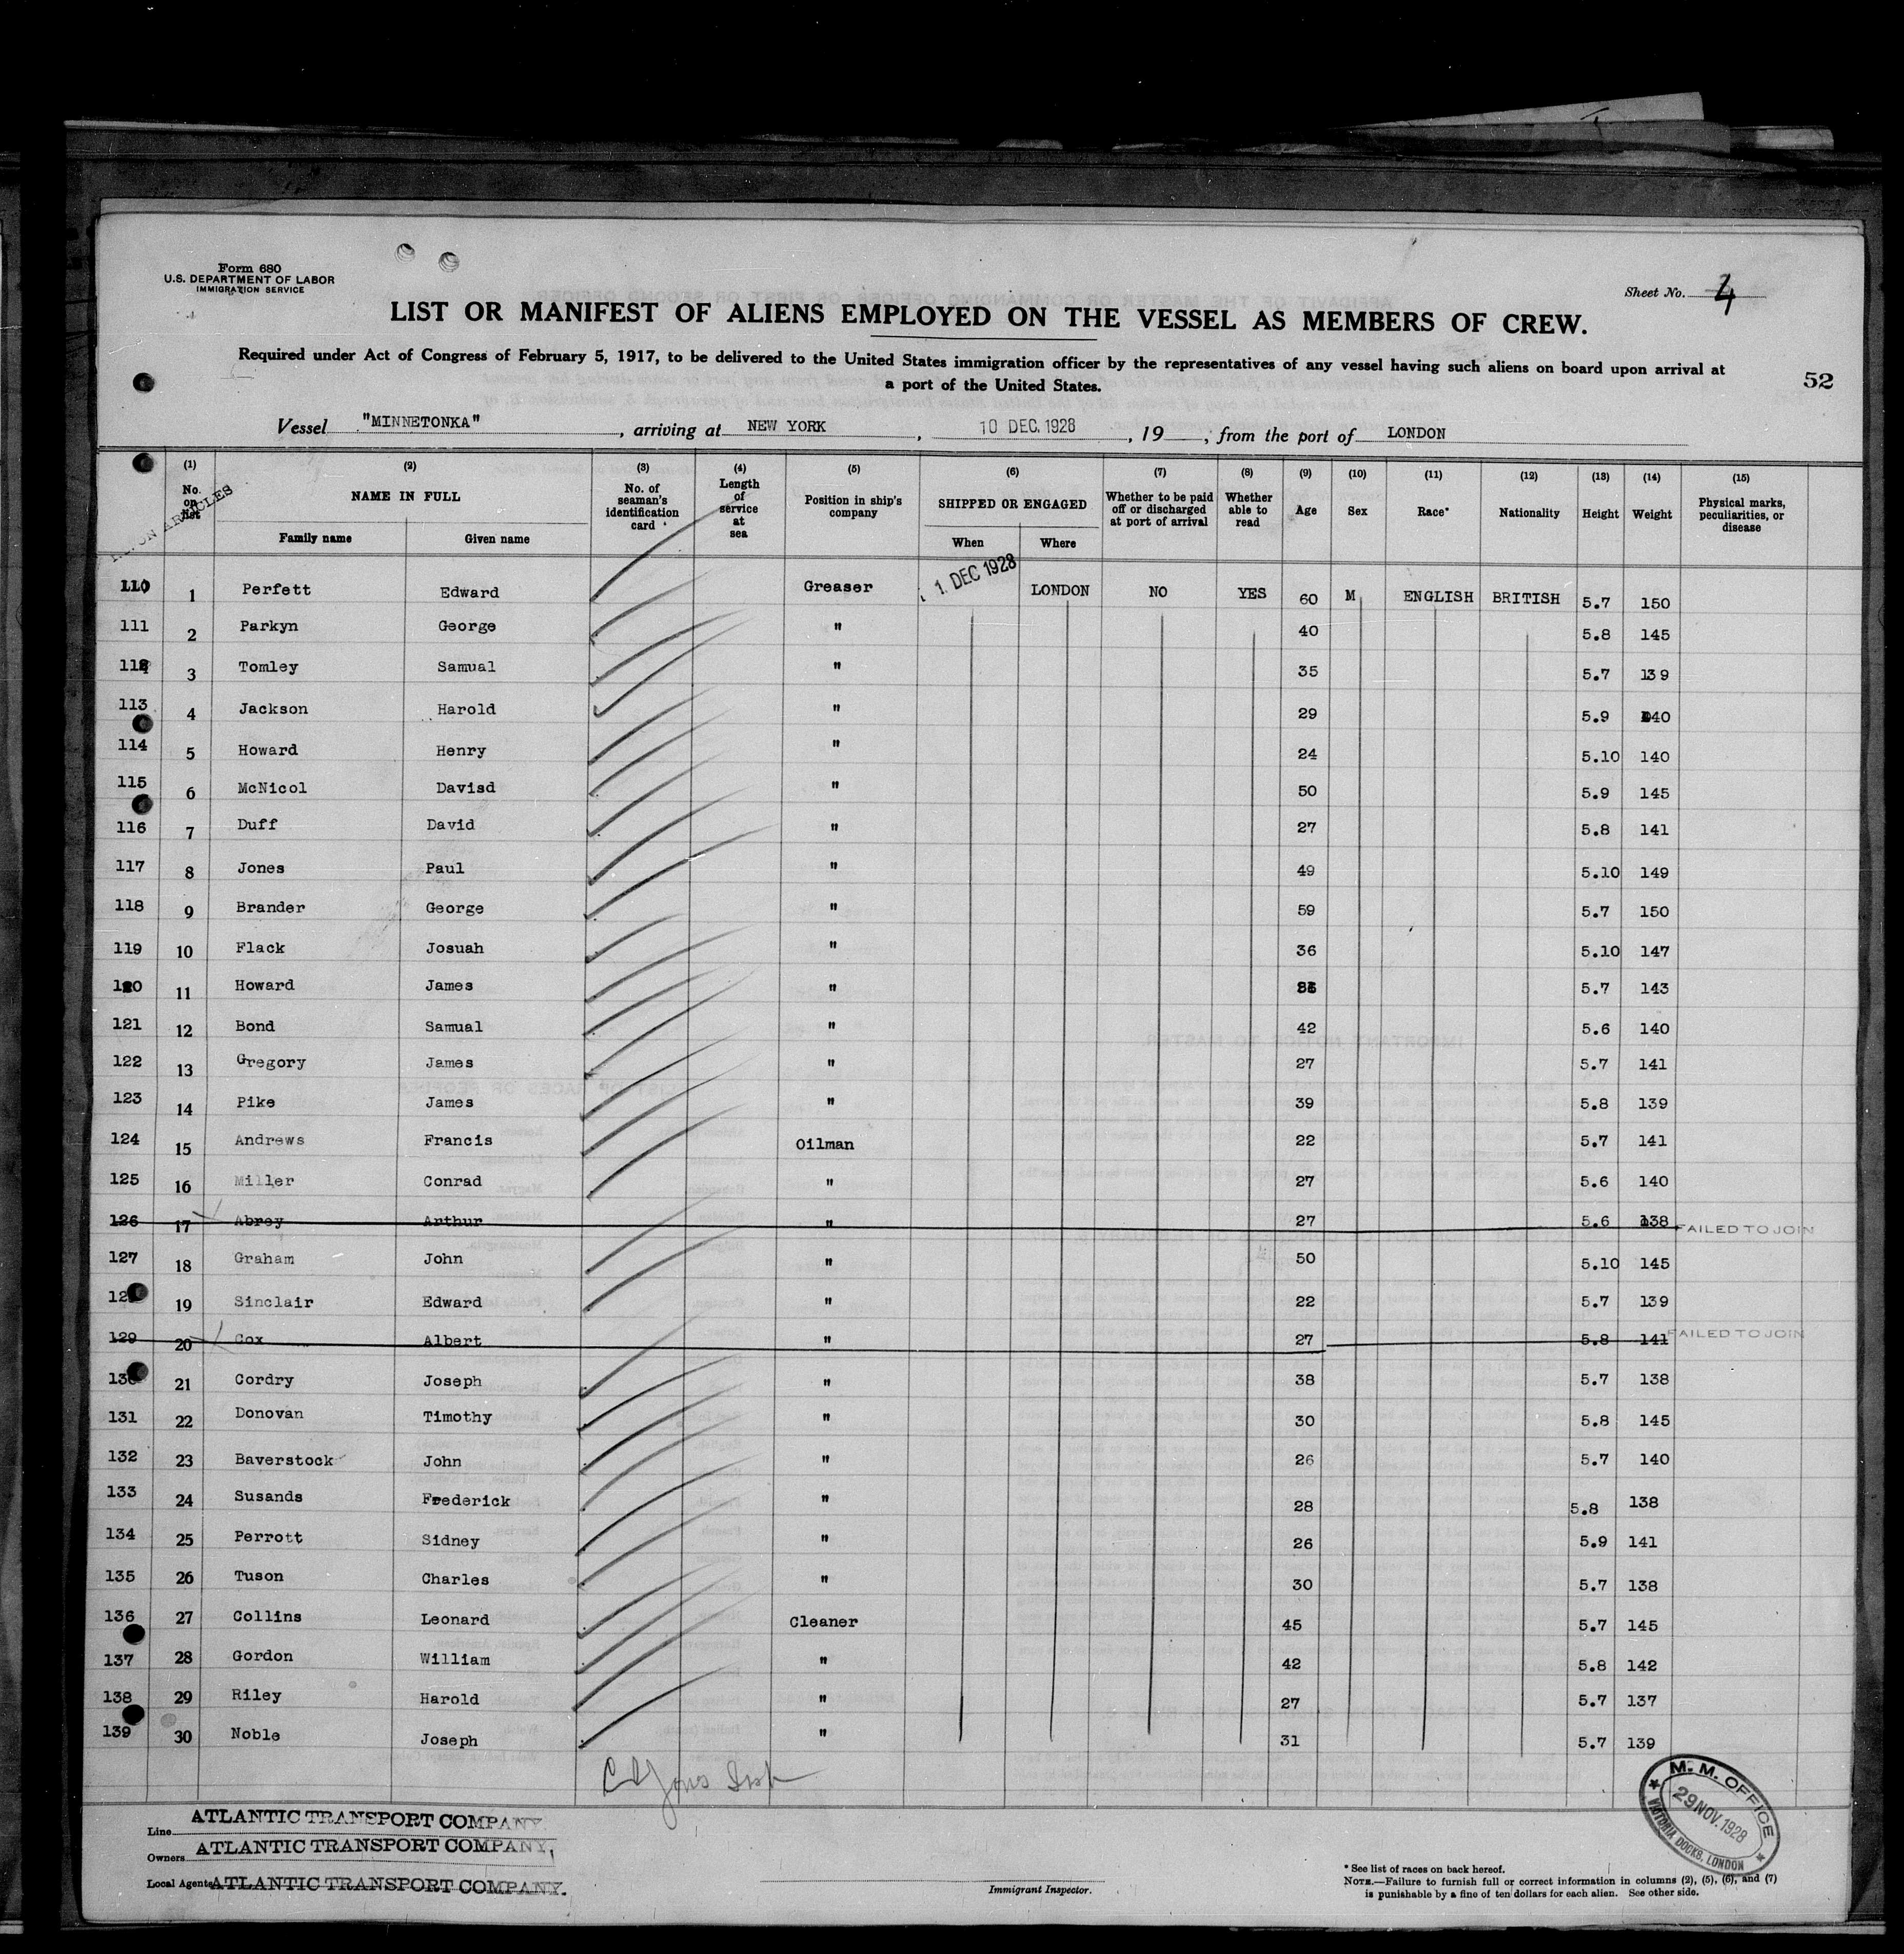 Form 680
U.S. DEPARTMENT OF LABOR
IMMIGRATION SERVICE
Sheet No. 4
LIST OR MANIFEST OF ALIENS EMPLOYED ON THE VESSEL AS MEMBERS OF CREW.
Required under Act of Congress of February 5, 1917, to be delivered to the United States immigration officer by the representatives of any vessel having such aliens on board upon arrival at
a port of the United States.
52
Vessel "MINNETONKA" , arriving at NEW YORK , 10 DEC. 1928 , 19 , from the port of LONDON
(1) (2) (3) (4) (5) (6) (7) (8) (9) (10) (11) (12) (13) (14) (15)
No. on list NAME IN FULL No. of seaman's identification card Length of service at sea Position in ship's company SHIPPED OR ENGAGED Whether to be paid off or discharged at port of arrival Whether able to read Age Sex Race* Nationality Height Weight Physical marks, peculiarities, or disease
ON ARTICLES
Family name Given name When Where
110 1 Perfett Edward Greaser 1. DEC 1928 LONDON NO YES 60 M ENGLISH BRITISH 5.7 150
111 2 Parkyn George " 40 5.8 145
112 3 Tomley Samual " 35 5.7 139
113 4 Jackson Harold " 29 5.9 140
114 5 Howard Henry " 24 5.10 140
115 6 McNicol Davisd " 50 5.9 145
116 7 Duff David " 27 5.8 141
117 8 Jones Paul " 49 5.10 149
118 9 Brander George " 59 5.7 150
119 10 Flack Josuah " 36 5.10 147
120 11 Howard James " 5.7 143
121 12 Bond Samual " 42 5.6 140
122 13 Gregory James " 27 5.7 141
123 14 Pike James " 39 5.8 139
124 15 Andrews Francis Oilman 22 5.7 141
125 16 Miller Conrad " 27 5.6 140
126 17 Abrey Arthur " 27 5.6 138 FAILED TO JOIN
127 18 Graham John " 50 5.10 145
19 Sinclair Edward " 22 5.7 139
129 20 Cox Albert " 27 5.8 141 FAILED TO JOIN
130 21 Cordry Joseph " 38 5.7 138
131 22 Donovan Timothy " 30 5.8 145
132 23 Baverstock John " 26 5.7 140
133 24 Susands Frederick " 28 5.8 138
134 25 Perrott Sidney " 26 5.9 141
135 26 Tuson Charles " 30 5.7 138
136 27 Collins Leonard Cleaner 45 5.7 145
137 28 Gordon William " 42 5.8 142
138 29 Riley Harold " 27 5.7 137
139 30 Noble Joseph " 31 5.7 139
M. M. OFFICE
29 NOV. 1928
VICTORIA DOCKS, LONDON
Line ATLANTIC TRANSPORT COMPANY.
Owners ATLANTIC TRANSPORT COMPANY,
Local Agents ATLANTIC TRANSPORT COMPANY.
Immigrant Inspector.
* See list of races on back hereof.
NOTE.—Failure to furnish full or correct information in columns (2), (5), (6), and (7)
is punishable by a fine of ten dollars for each alien. See other side.